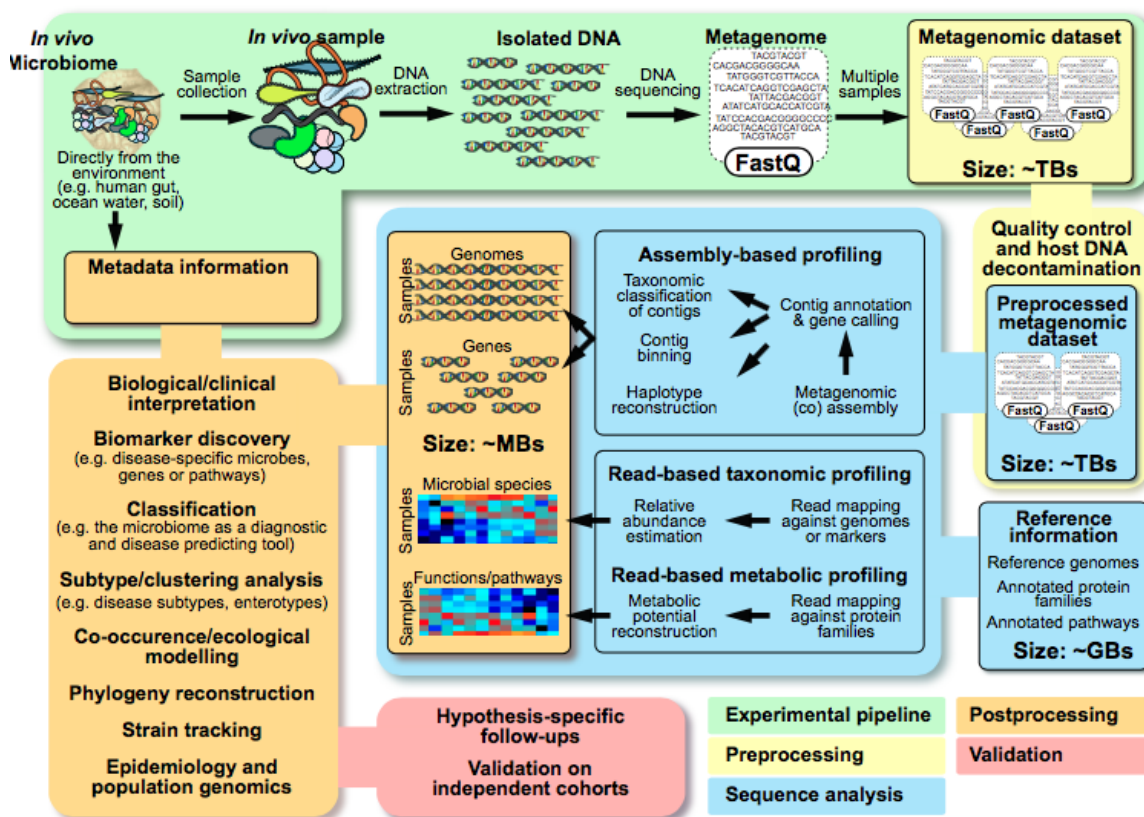 In vivo
Microbiome
Sample
collection
In vivo sample
DNA
extraction
Isolated DNA
DNA
sequencing
Metagenome
TACGTACGT
CACGACGGGGCAA
TATGGGTCGTTACCA
TCACATCAGGTCGAGCTA
TATTACGACGGT
ATATCATGCACCATCGTA
TATCCACGACGGGGCCCC
AGGCTACACGTCATGCA
TACGTACGT
FastQ
Multiple
samples
Metagenomic dataset
FastQ
FastQ
FastQ
FastQ
FastQ
Size: ~TBs
Directly from the
environment
(e.g. human gut,
ocean water, soil)
Metadata information
Quality control
and host DNA
decontamination
Preprocessed
metagenomic
dataset
FastQ
FastQ
FastQ
Size: ~TBs
Samples
Genomes
Samples
Genes
Size: ~MBs
Samples
Microbial species
Samples
Functions/pathways
Assembly-based profiling
Taxonomic
classification
of contigs
Contig
binning
Haplotype
reconstruction
Contig annotation
& gene calling
Metagenomic
(co) assembly
Read-based taxonomic profiling
Relative
abundance
estimation
Read mapping
against genomes
or markers
Read-based metabolic profiling
Metabolic
potential
reconstruction
Read mapping
against protein
families
Reference
information
Reference genomes
Annotated protein
families
Annotated pathways
Size: ~GBs
Biological/clinical
interpretation
Biomarker discovery
(e.g. disease-specific microbes,
genes or pathways)
Classification
(e.g. the microbiome as a diagnostic
and disease predicting tool)
Subtype/clustering analysis
(e.g. disease subtypes, enterotypes)
Co-occurence/ecological
modelling
Phylogeny reconstruction
Strain tracking
Epidemiology and
population genomics
Hypothesis-specific
follow-ups
Validation on
independent cohorts
Experimental pipeline
Preprocessing
Sequence analysis
Postprocessing
Validation